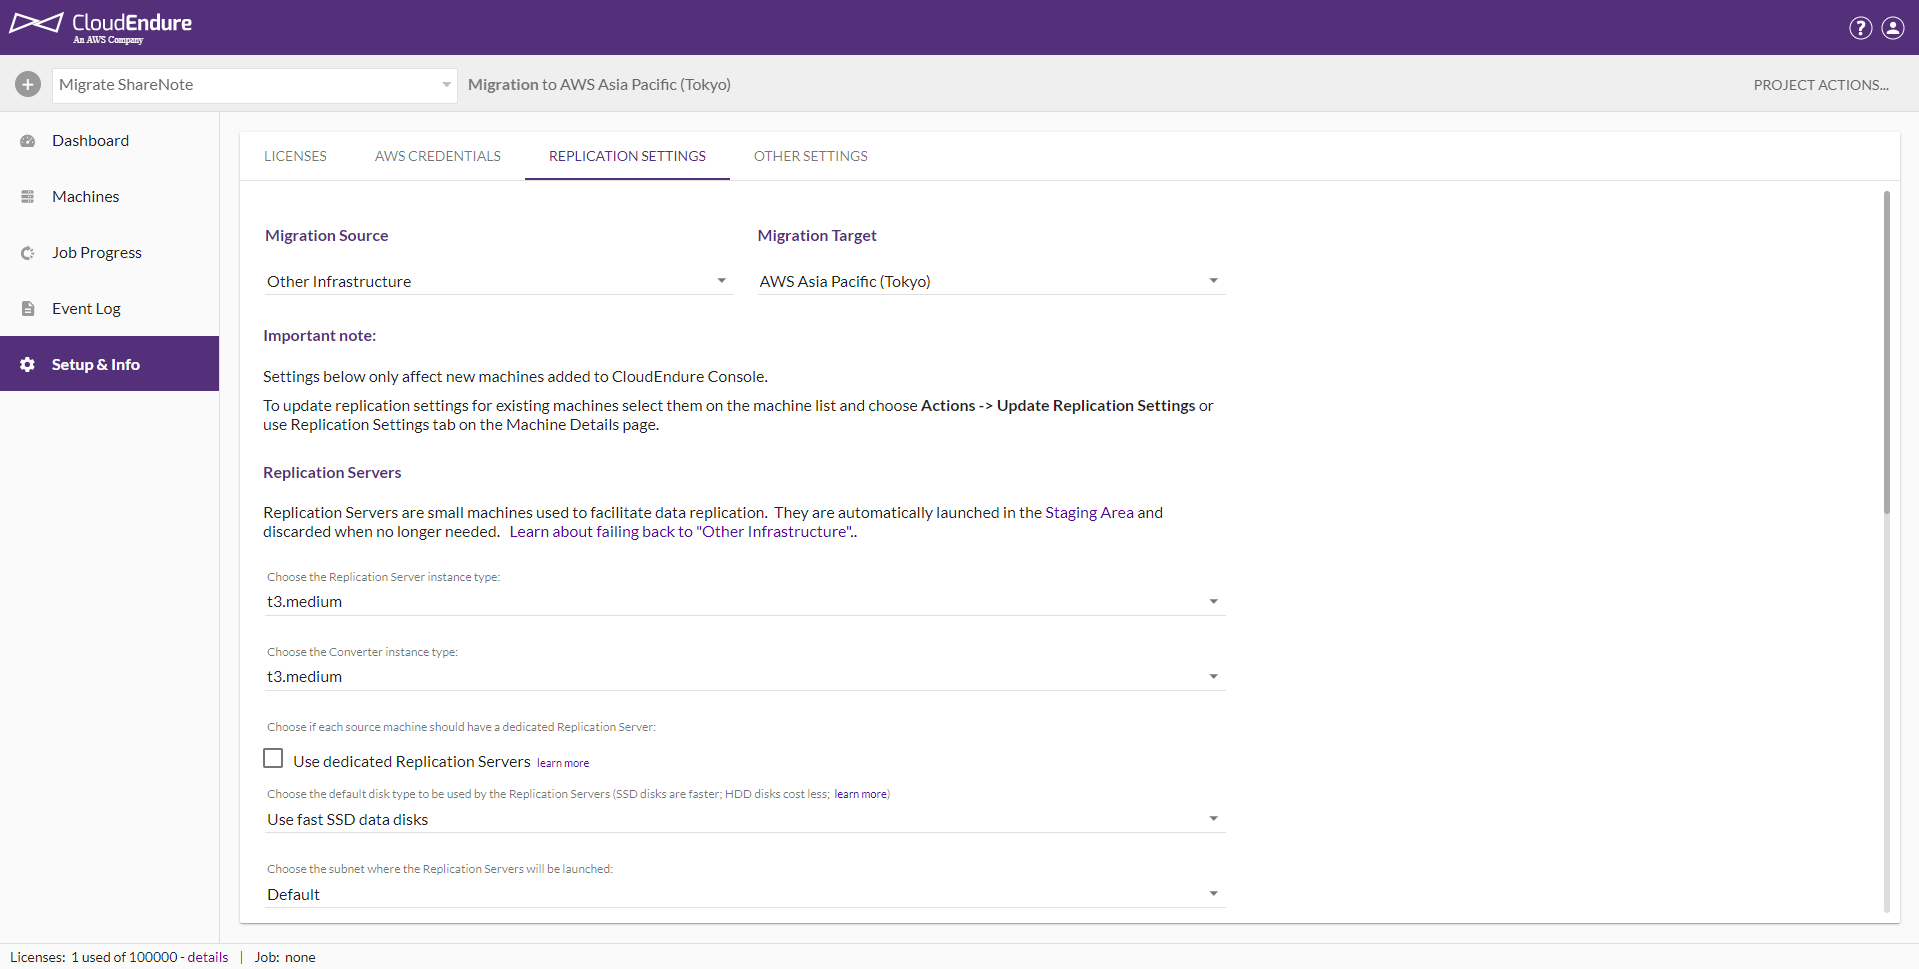 CloudEndure
An AWS Company
?
Migrate ShareNote
Migration to AWS Asia Pacific (Tokyo)
PROJECT ACTIONS...
Dashboard
Machines
Job Progress
Event Log
Setup & Info
LICENSES
AWS CREDENTIALS
REPLICATION SETTINGS
OTHER SETTINGS
Migration Source
Migration Target
Other Infrastructure
AWS Asia Pacific (Tokyo)
Important note:
Settings below only affect new machines added to CloudEndure Console.
To update replication settings for existing machines select them on the machine list and choose Actions -> Update Replication Settings or
use Replication Settings tab on the Machine Details page.
Replication Servers
Replication Servers are small machines used to facilitate data replication. They are automatically launched in the Staging Area and
discarded when no longer needed. Learn about failing back to "Other Infrastructure"..
Choose the Replication Server instance type:
t3.medium
Choose the Converter instance type:
t3.medium
Choose if each source machine should have a dedicated Replication Server:
Use dedicated Replication Servers learn more
Choose the default disk type to be used by the Replication Servers (SSD disks are faster; HDD disks cost less; learn more)
Use fast SSD data disks
Choose the subnet where the Replication Servers will be launched:
Default
Licenses: 1 used of 100000 - details | Job: none